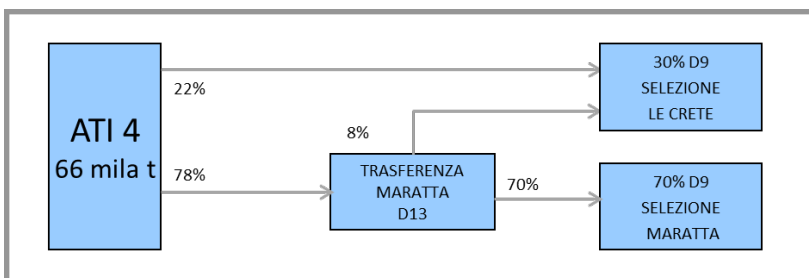 ATI 4
66 mila t
22%
78%
8%
TRASFERENZA
MARATTA
D13
70%
30% D9
SELEZIONE
LE CRETE
70% D9
SELEZIONE
MARATTA